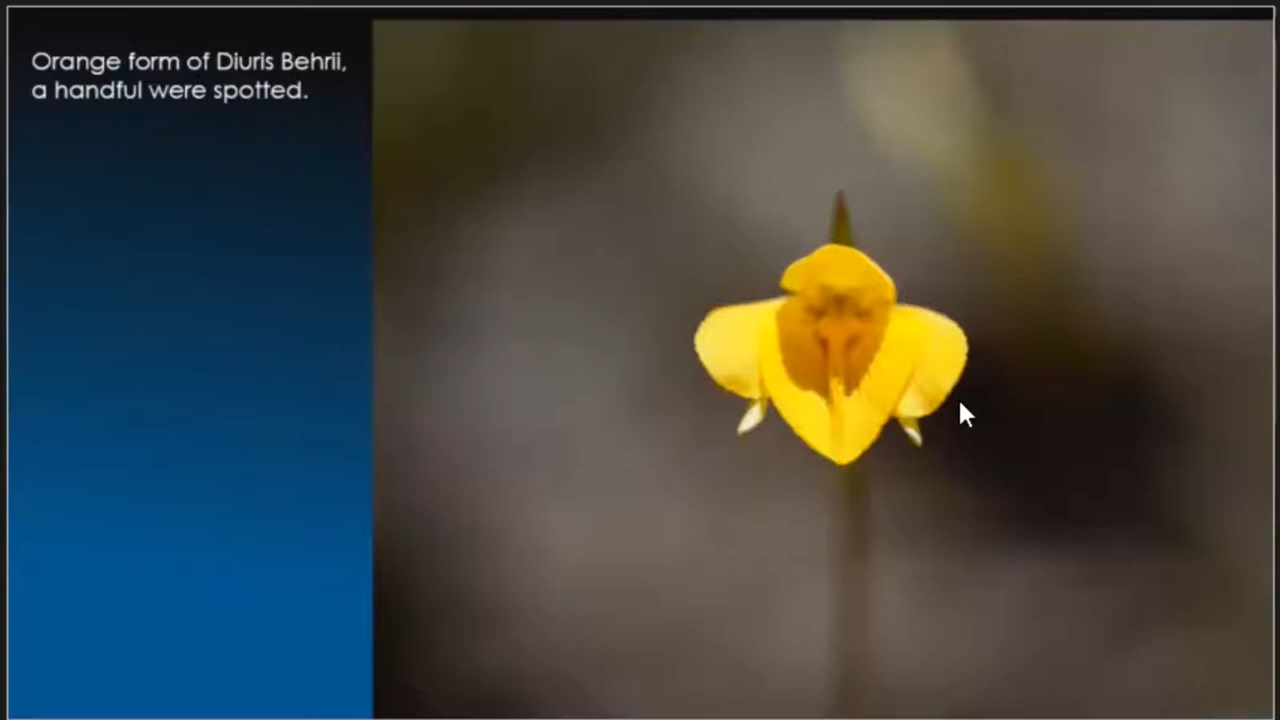 Orange form of Diuris Behrii,
a handful were spotted.